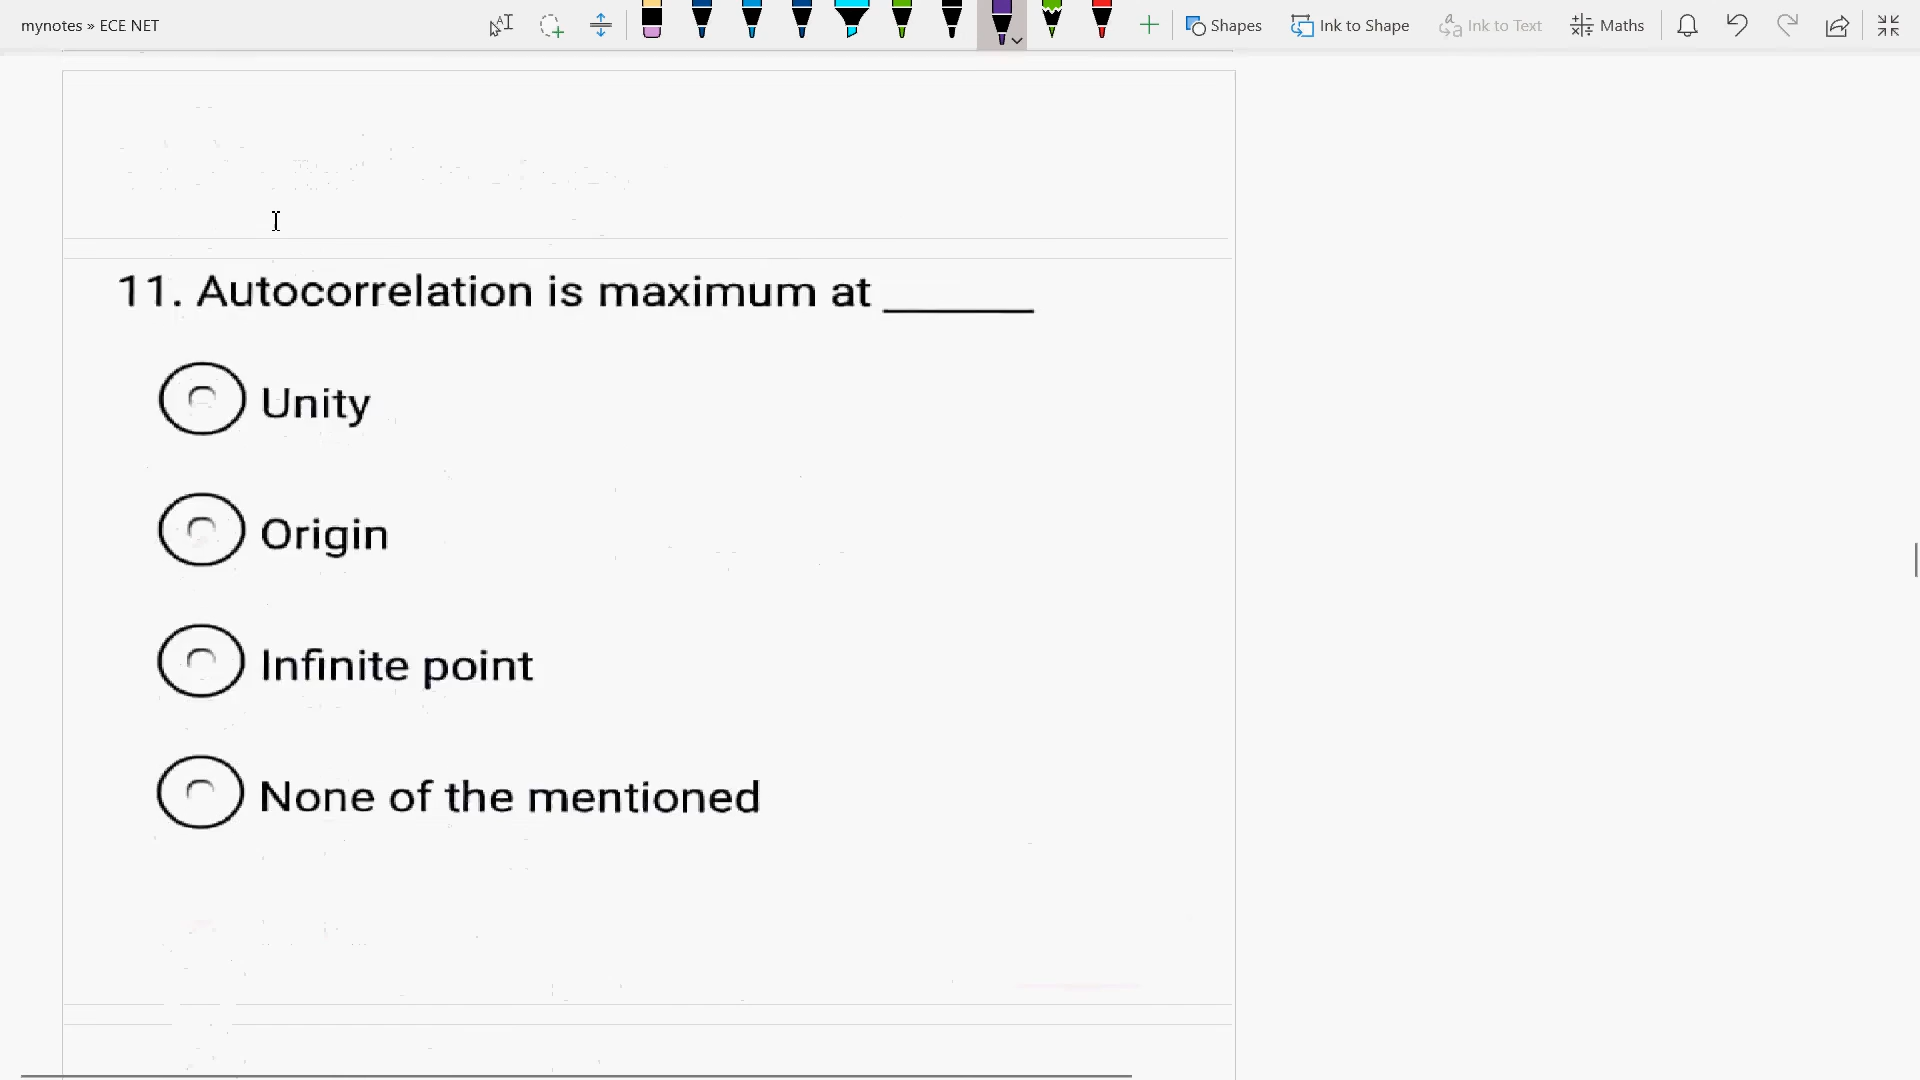 mynotes » ECE NET
Shapes
Ink to Shape
Ink to Text
Maths
11. Autocorrelation is maximum at ______
Unity
Origin
Infinite point
None of the mentioned